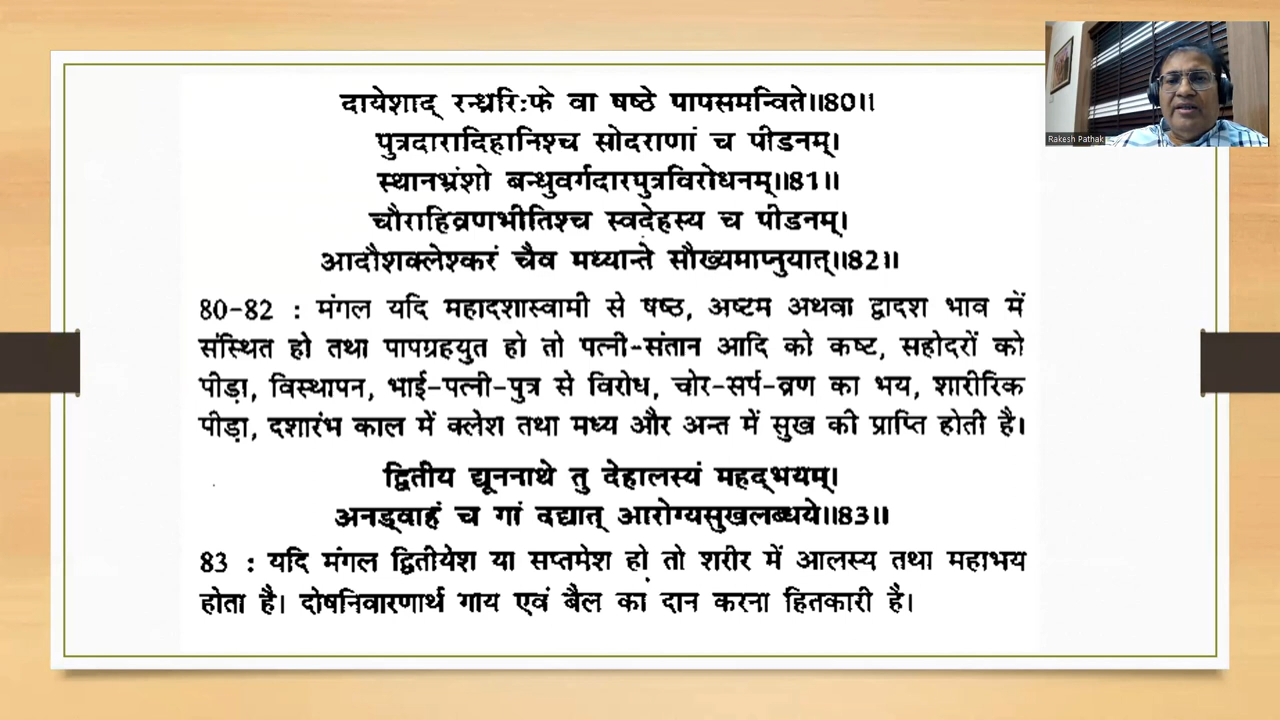 दायेशाद् रन्ध्ररिःफे वा षष्ठे पापसमन्विते॥80॥
पुत्रदारादिहानिश्च सोदराणां च पीडनम्।
स्थानभ्रंशो बन्धुवर्गदारपुत्रविरोधनम्॥81॥
चौराहिव्रणभीतिश्च स्वदेहस्य च पीडनम्।
आदौशक्लेश्करं चैव मध्यान्ते सौख्यमाप्नुयात्॥82॥
80-82 : मंगल यदि महादशास्वामी से षष्ठ, अष्टम अथवा द्वादश भाव में
संस्थित हो तथा पापग्रहयुत हो तो पत्नी-संतान आदि को कष्ट, सहोदरों को
पीड़ा, विस्थापन, भाई-पत्नी-पुत्र से विरोध, चोर-सर्प-व्रण का भय, शारीरिक
पीड़ा, दशारंभ काल में क्लेश तथा मध्य और अन्त में सुख की प्राप्ति होती है।
द्वितीय द्यूननाथे तु देहालस्यं महद्भयम्।
अनड्वाहं च गां दद्यात् आरोग्यसुखलब्धये॥83॥
83 : यदि मंगल द्वितीयेश या सप्तमेश हो तो शरीर में आलस्य तथा महाभय
होता है। दोषनिवारणार्थ गाय एवं बैल का दान करना हितकारी है।
Rakesh Pathak